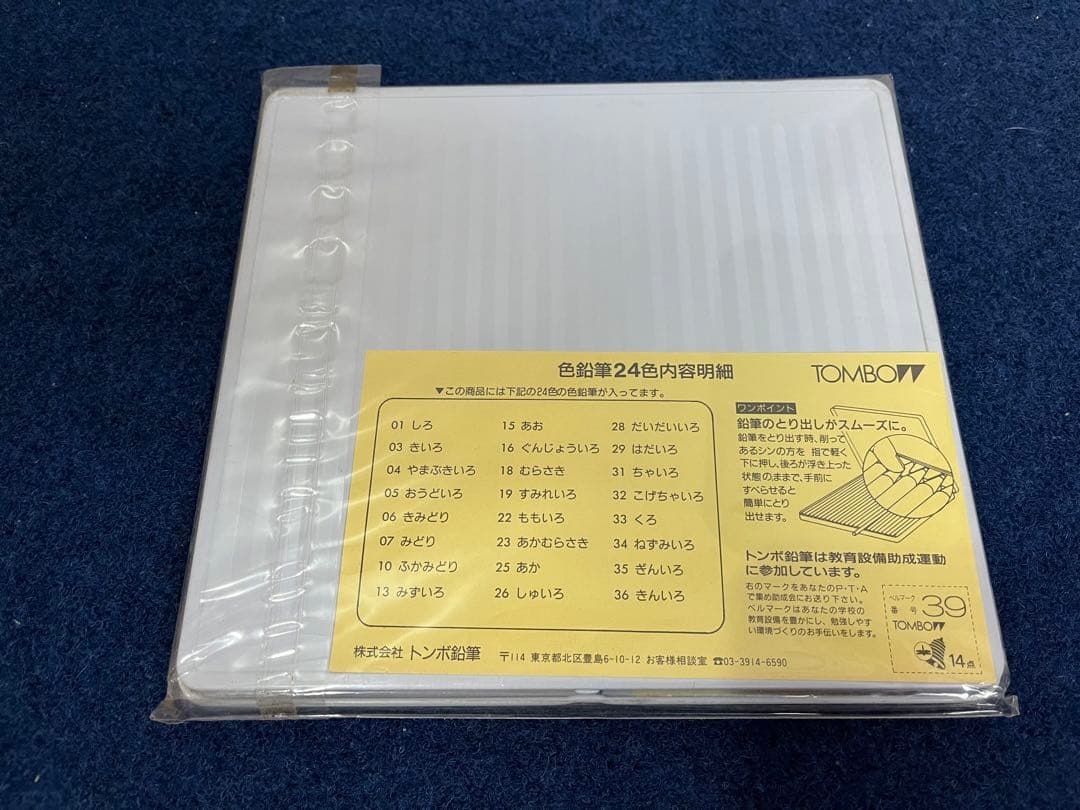 色鉛筆24色内容明細
TOMBOW
▼この商品には下記の24色の色鉛筆が入ってます。
01 しろ
03 きいろ
04 やまぶきいろ
05 おうどいろ
06 きみどり
07 みどり
10 ふかみどり
13 みずいろ
15 あお
16 ぐんじょういろ
18 むらさき
19 すみれいろ
22 ももいろ
23 あかむらさき
25 あか
26 しゅいろ
28 だいだいいろ
29 はだいろ
31 ちゃいろ
32 こげちゃいろ
33 くろ
34 ねずみいろ
35 ぎんいろ
36 きんいろ
ワンポイント
鉛筆のとり出しがスムーズに。
鉛筆をとり出す時、削って
あるシンの方を 指で軽く
下に押し、後ろが浮き上った
状態のままで、手前に
すべらせると
簡単にとり
出せます。
トンボ鉛筆は教育設備助成運動
に参加しています。
右のマークをあなたのP・T・A
で集め助成会にお送り下さい。
ベルマークはあなたの学校の
教育設備を豊かにし、勉強しやす
い環境づくりのお手伝いをします。
ベルマーク
番号 39
TOMBOW
14点
株式会社 トンボ鉛筆 〒114 東京都北区豊島6-10-12 お客様相談室 ☎03-3914-6590